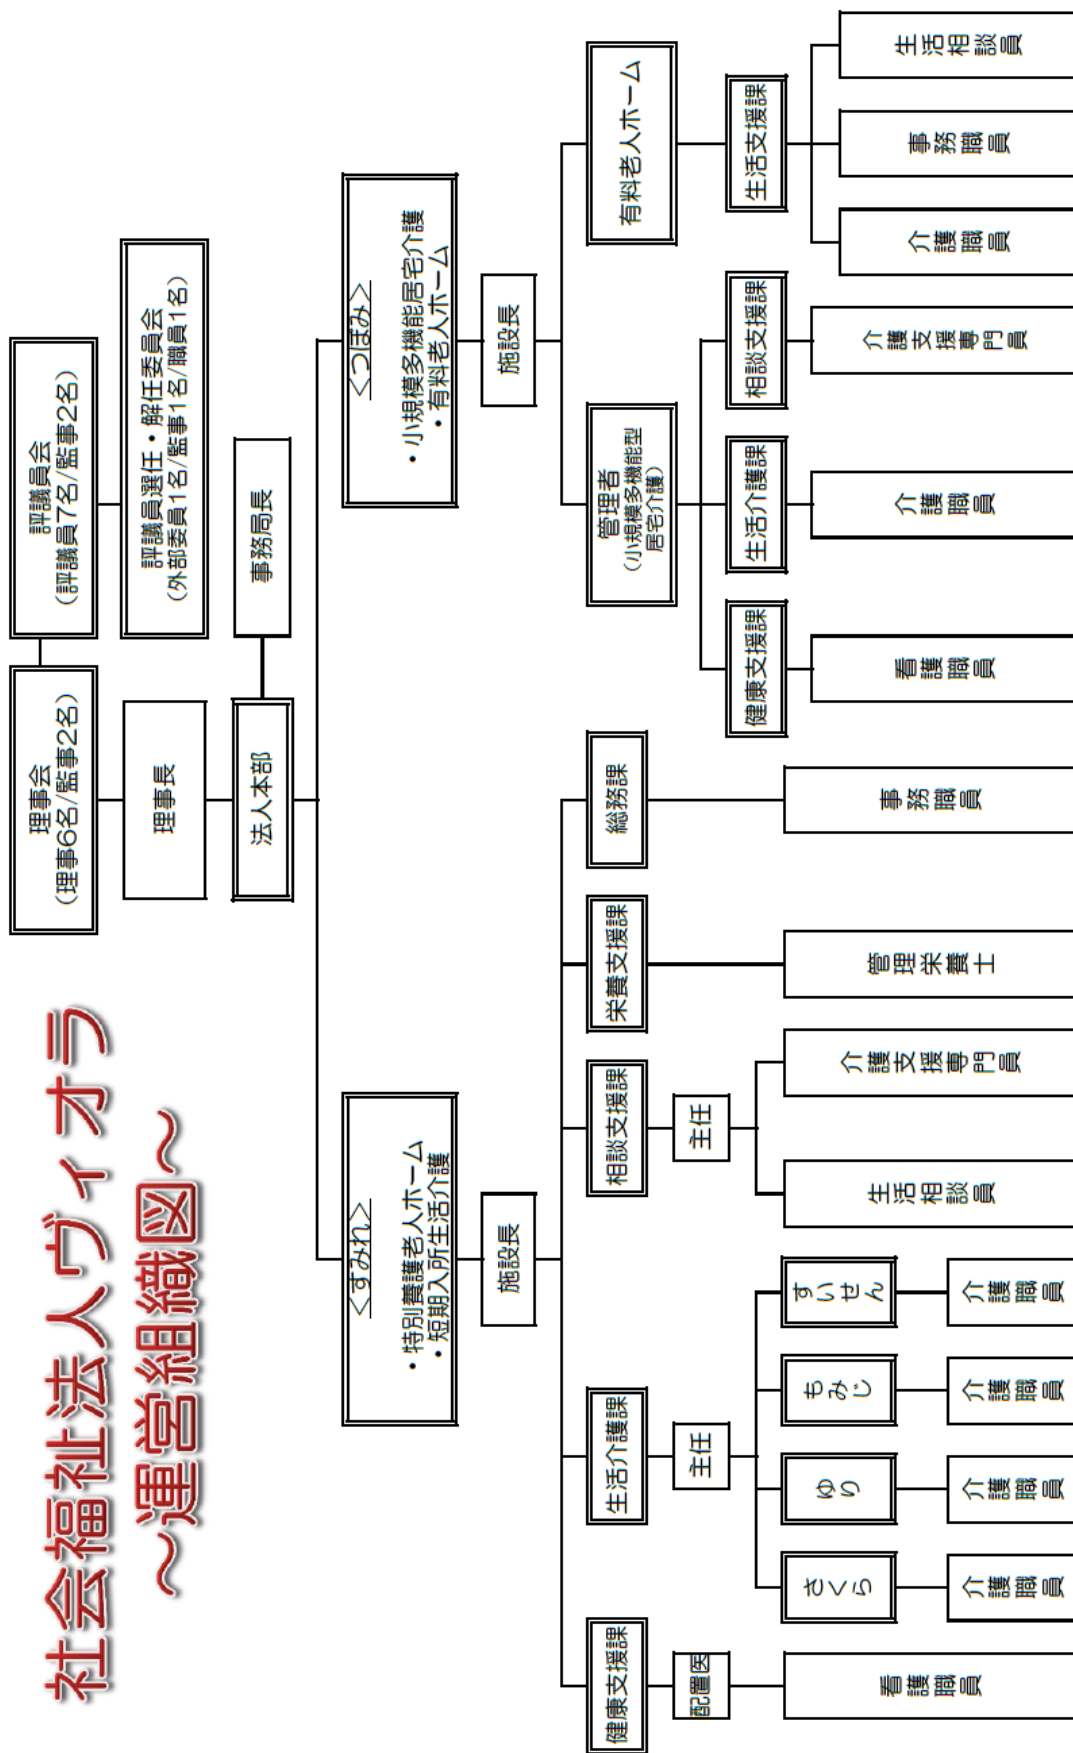 社会福祉法人ヴィオラ
～運営組織図～
理事会
(理事6名/監事2名)
評議員会
(評議員7名/監事2名)
理事長
評議員選任・解任委員会
(外部委員1名/監事1名/職員1名)
法人本部
事務局長
<すみれ>
・特別養護老人ホーム
・短期入所生活介護
<つぼみ>
・小規模多機能居宅介護
・有料老人ホーム
施設長
施設長
健康支援課
生活介護課
相談支援課
栄養支援課
総務課
管理者
(小規模多機能型
居宅介護)
有料老人ホーム
配置医
主任
主任
健康支援課
生活介護課
相談支援課
生活支援課
さくら
ゆり
もみじ
すいせん
看護職員
介護職員
介護職員
介護職員
介護職員
生活相談員
介護支援専門員
管理栄養士
事務職員
看護職員
介護職員
介護支援専門員
介護職員
事務職員
生活相談員